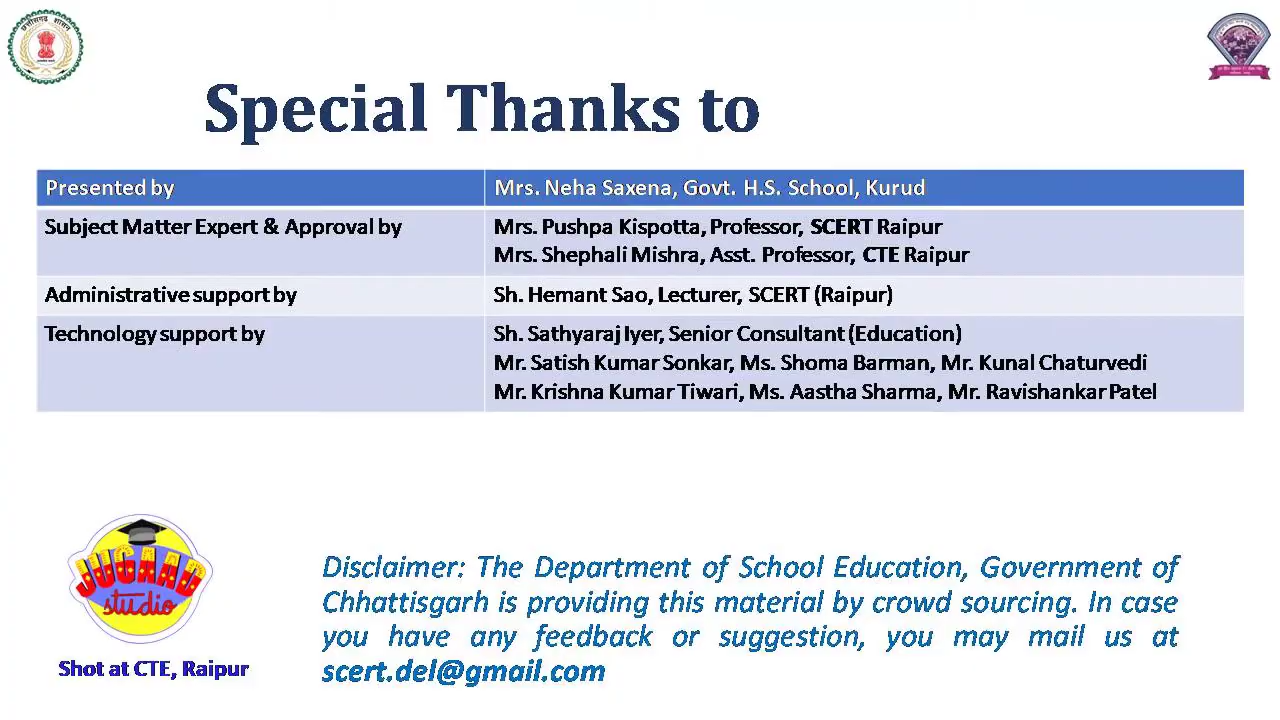 छत्तीसगढ़ शासन
Special Thanks to
Presented by
Mrs. Neha Saxena, Govt. H.S. School, Kurud
Subject Matter Expert & Approval by
Mrs. Pushpa Kispotta, Professor, SCERT Raipur
Mrs. Shephali Mishra, Asst. Professor, CTE Raipur
Administrative support by
Sh. Hemant Sao, Lecturer, SCERT (Raipur)
Technology support by
Sh. Sathyaraj Iyer, Senior Consultant (Education)
Mr. Satish Kumar Sonkar, Ms. Shoma Barman, Mr. Kunal Chaturvedi
Mr. Krishna Kumar Tiwari, Ms. Aastha Sharma, Mr. Ravishankar Patel
JUGAAD
studio
Shot at CTE, Raipur
Disclaimer: The Department of School Education, Government of
Chhattisgarh is providing this material by crowd sourcing. In case
you have any feedback or suggestion, you may mail us at
scert.del@gmail.com